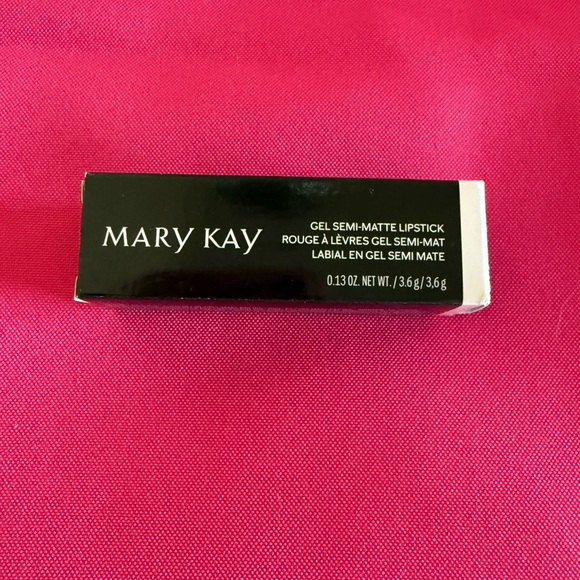 MARY KAY
GEL SEMI-MATTE LIPSTICK
ROUGE À LÈVRES GEL SEMI-MAT
LABIAL EN GEL SEMI MATE
0.13 OZ. NET WT. / 3.6 g / 3,6 g